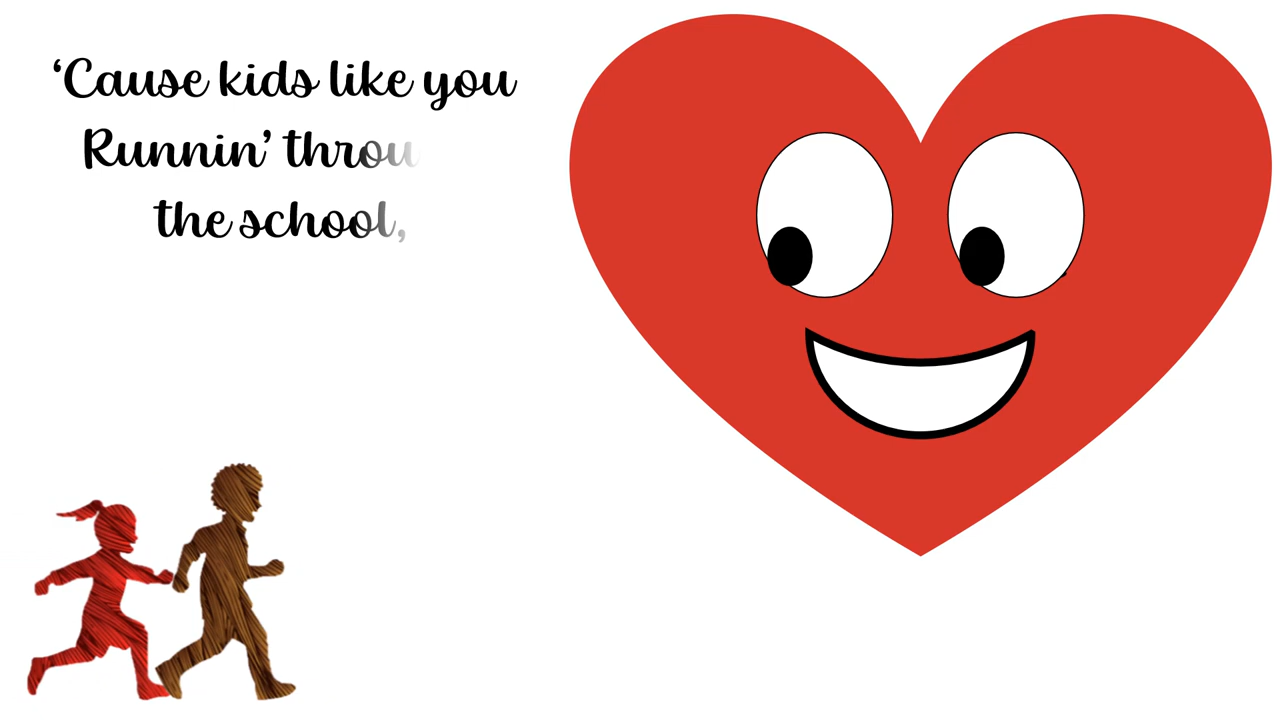 ‘Cause kids like you
Runnin’ throu
the school,